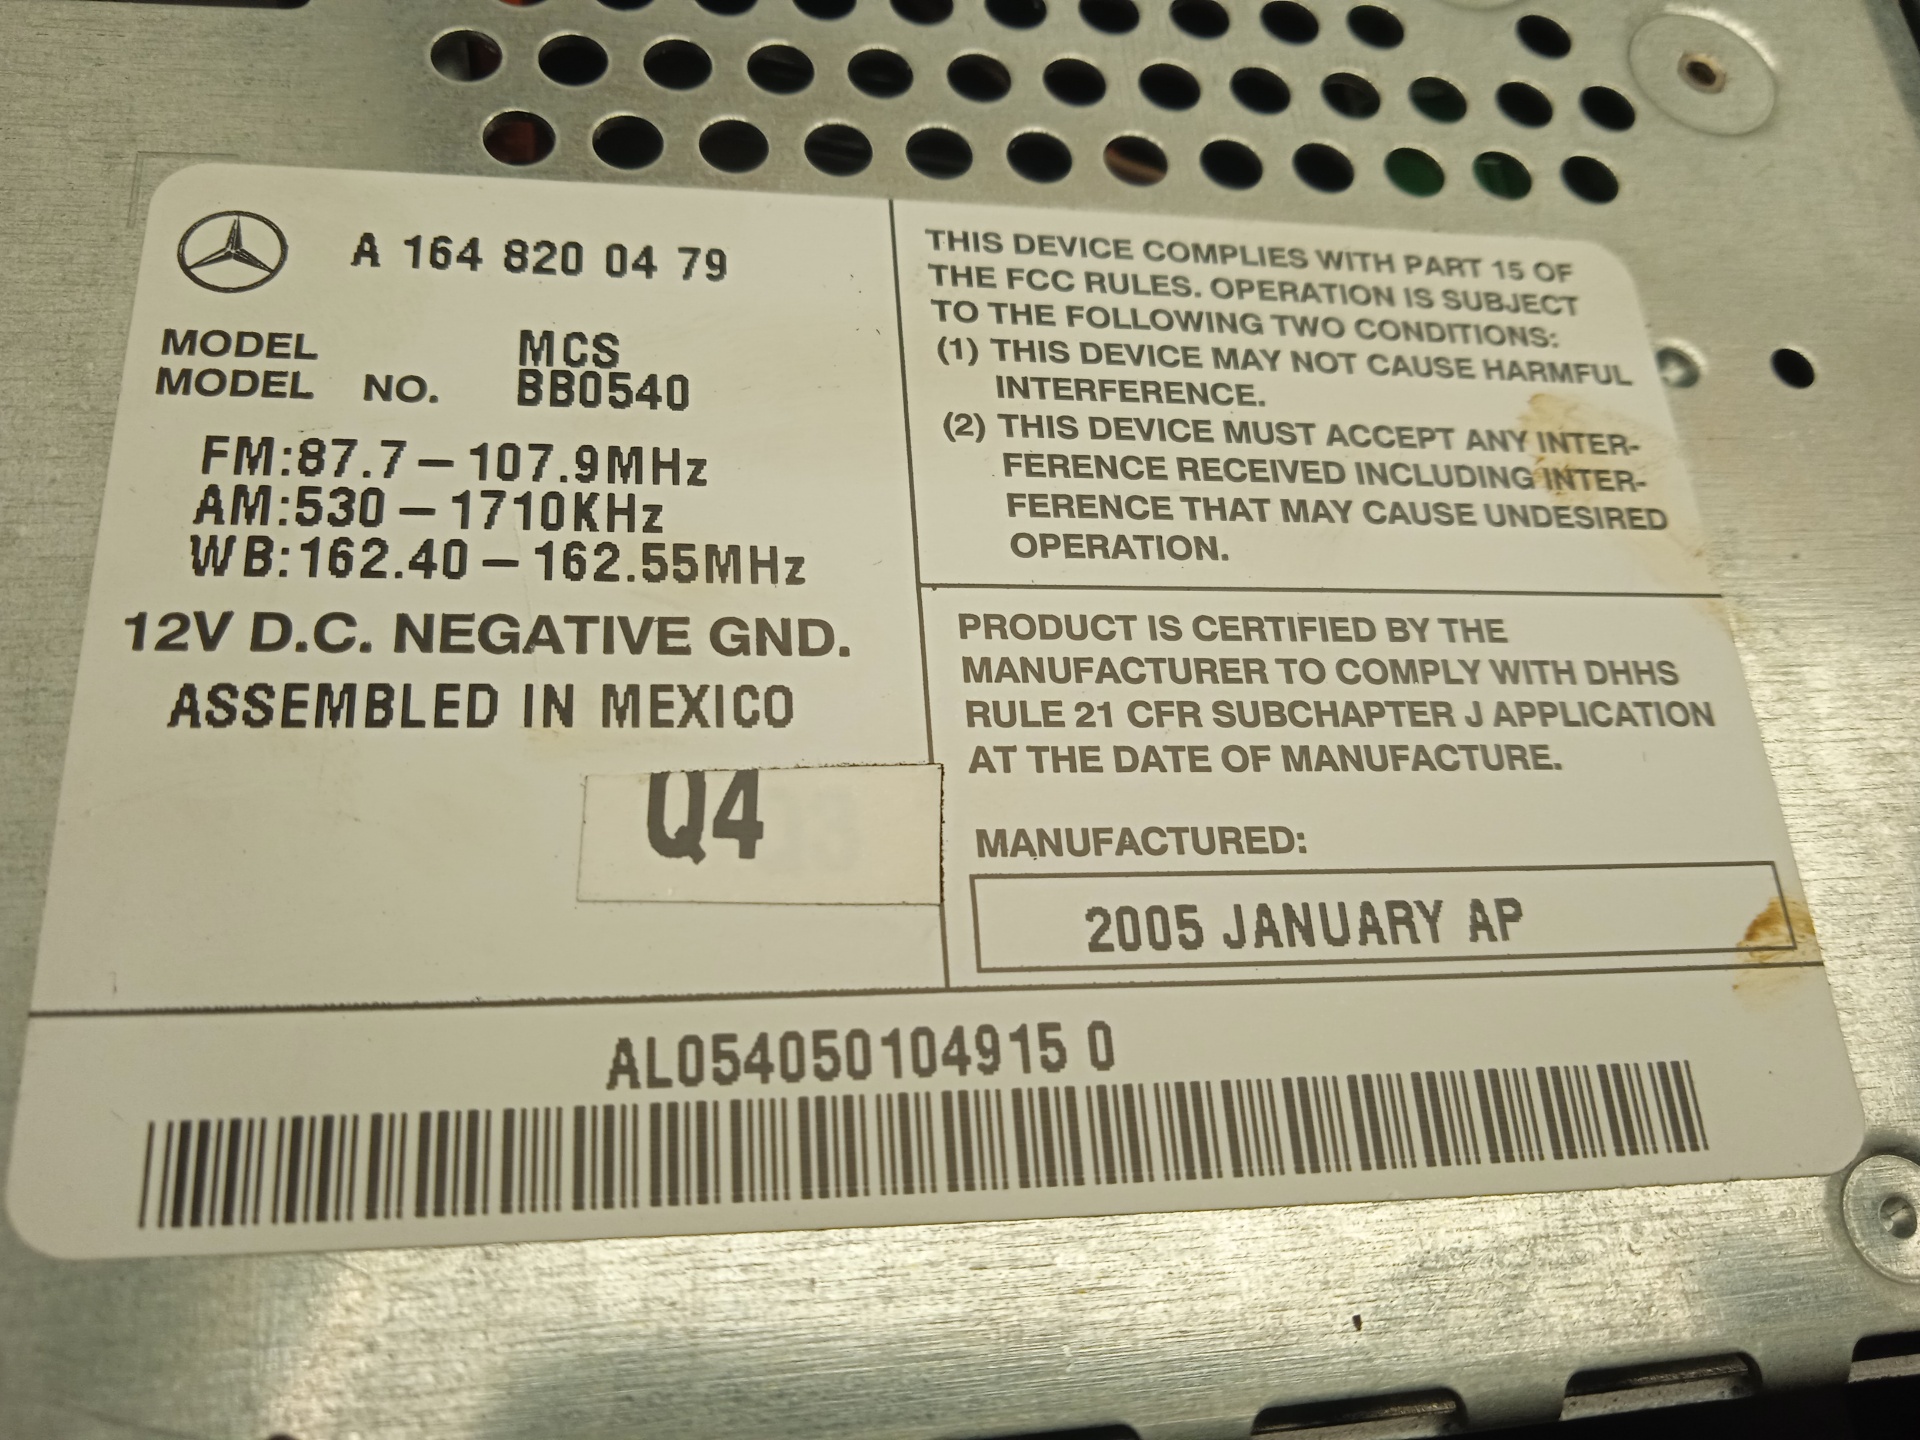 A 164 820 04 79
MODEL MCS
MODEL NO. BB0540
FM:87.7–107.9MHz
AM:530–1710KHz
WB:162.40–162.55MHz
12V D.C. NEGATIVE GND.
ASSEMBLED IN MEXICO
Q4
THIS DEVICE COMPLIES WITH PART 15 OF
THE FCC RULES. OPERATION IS SUBJECT
TO THE FOLLOWING TWO CONDITIONS:
(1) THIS DEVICE MAY NOT CAUSE HARMFUL
INTERFERENCE.
(2) THIS DEVICE MUST ACCEPT ANY INTER-
FERENCE RECEIVED INCLUDING INTER-
FERENCE THAT MAY CAUSE UNDESIRED
OPERATION.
PRODUCT IS CERTIFIED BY THE
MANUFACTURER TO COMPLY WITH DHHS
RULE 21 CFR SUBCHAPTER J APPLICATION
AT THE DATE OF MANUFACTURE.
MANUFACTURED:
2005 JANUARY AP
AL054050104915 0